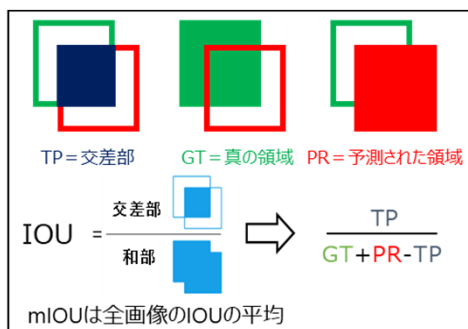 TP=交差部
GT=真の領域
PR=予測された領域
IOU = 交差部 / 和部
TP / GT+PR-TP
mIOUは全画像のIOUの平均